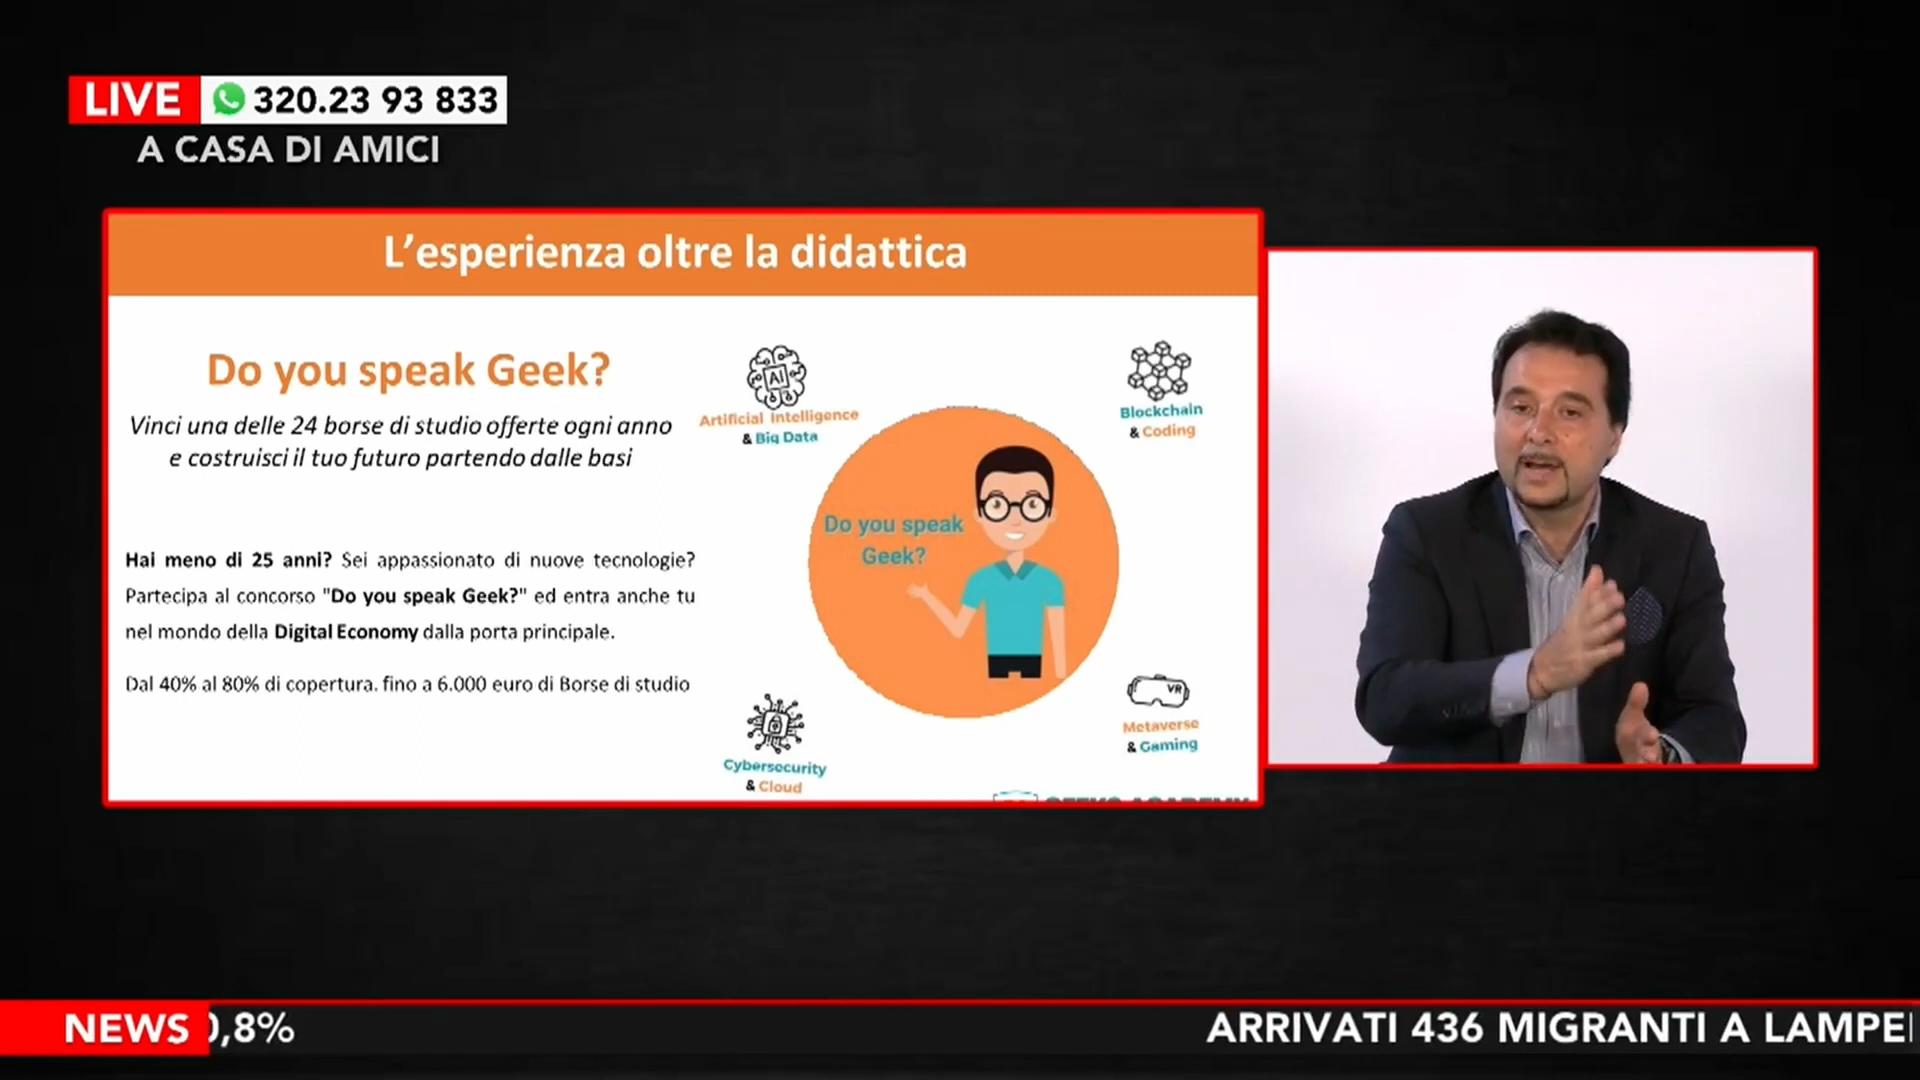 LIVE 320.23 93 833
A CASA DI AMICI
L'esperienza oltre la didattica
Do you speak Geek?
Vinci una delle 24 borse di studio offerte ogni anno
e costruisci il tuo futuro partendo dalle basi
Hai meno di 25 anni? Sei appassionato di nuove tecnologie?
Partecipa al concorso "Do you speak Geek?" ed entra anche tu
nel mondo della Digital Economy dalla porta principale.
Dal 40% al 80% di copertura. fino a 6.000 euro di Borse di studio
AI
Artificial Intelligence
& Big Data
Blockchain
& Coding
Do you speak
Geek?
Cybersecurity
& Cloud
VR
Metaverse
& Gaming
NEWS 0,8% ARRIVATI 436 MIGRANTI A